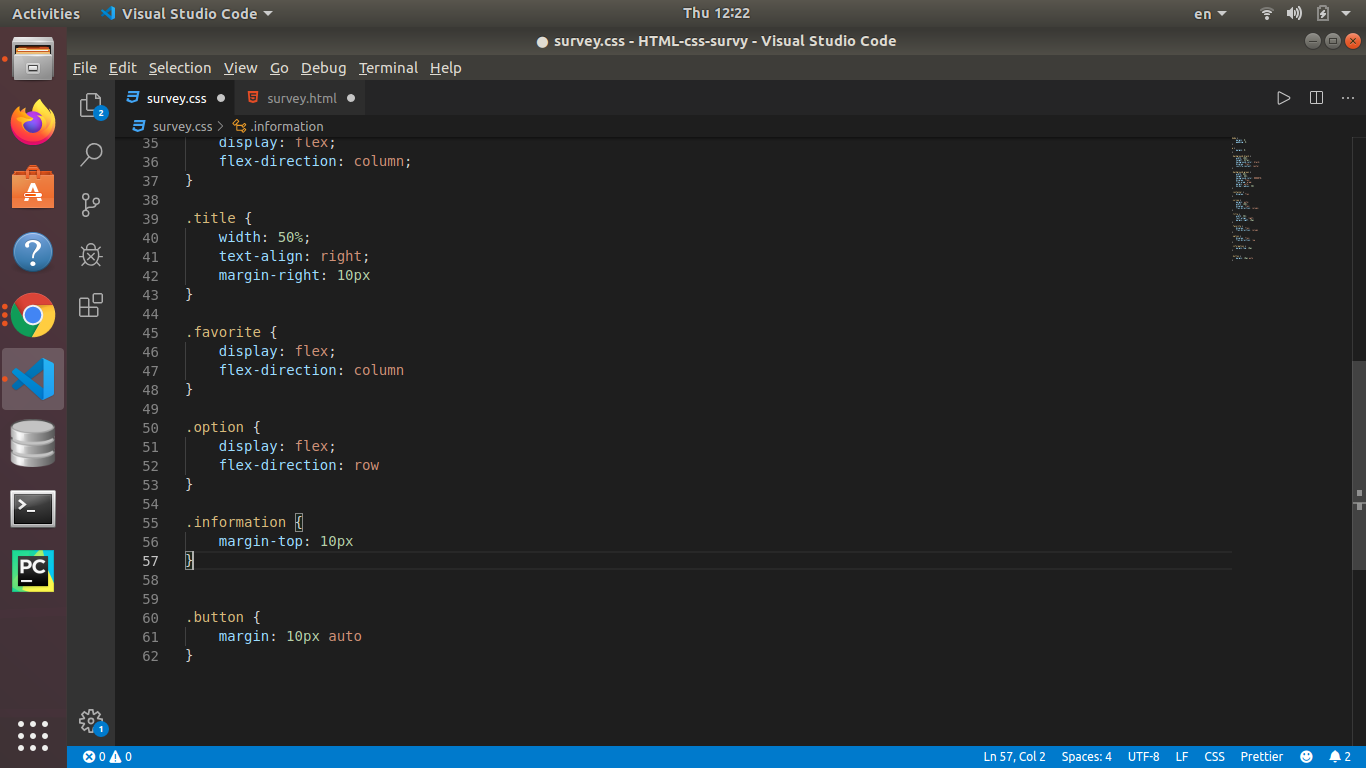 Activities Visual Studio Code Thu 12:22 en
survey.css - HTML-css-survy - Visual Studio Code
File Edit Selection View Go Debug Terminal Help
survey.css survey.html
survey.css > .information
2
35 display: flex;
36 flex-direction: column;
37 }
38
39 .title {
40 width: 50%;
41 text-align: right;
42 margin-right: 10px
43 }
44
45 .favorite {
46 display: flex;
47 flex-direction: column
48 }
49
50 .option {
51 display: flex;
52 flex-direction: row
53 }
54
55 .information {
56 margin-top: 10px
57 }
58
59
60 .button {
61 margin: 10px auto
62 }
PC
1
0 0 Ln 57, Col 2 Spaces: 4 UTF-8 LF CSS Prettier 2